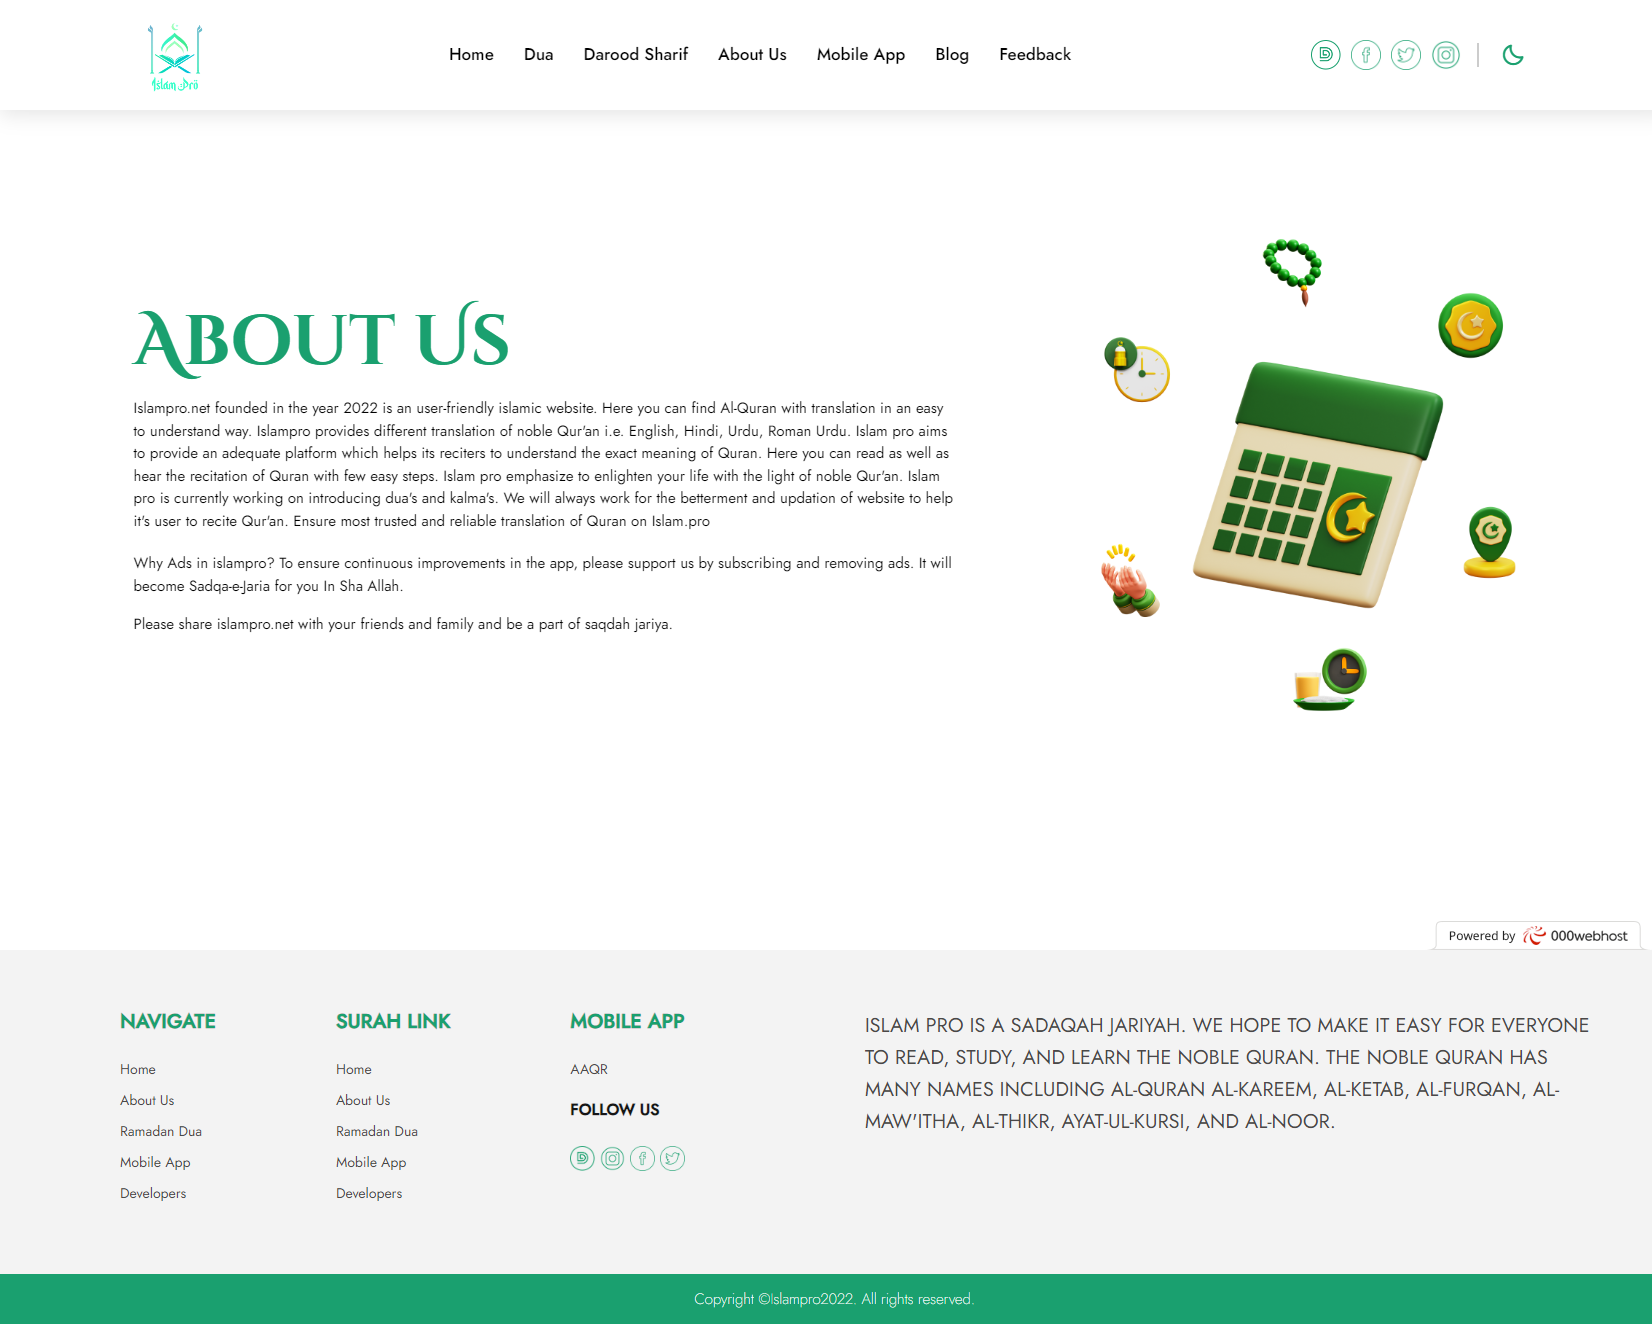 Islam Pro
Home Dua Darood Sharif About Us Mobile App Blog Feedback
About Us
Islampro.net founded in the year 2022 is an user-friendly islamic website. Here you can find Al-Quran with translation in an easy
to understand way. Islampro provides different translation of noble Qur'an i.e. English, Hindi, Urdu, Roman Urdu. Islam pro aims
to provide an adequate platform which helps its reciters to understand the exact meaning of Quran. Here you can read as well as
hear the recitation of Quran with few easy steps. Islam pro emphasize to enlighten your life with the light of noble Qur'an. Islam
pro is currently working on introducing dua's and kalma's. We will always work for the betterment and updation of website to help
it's user to recite Qur'an. Ensure most trusted and reliable translation of Quran on Islam.pro
Why Ads in islampro? To ensure continuous improvements in the app, please support us by subscribing and removing ads. It will
become Sadqa-e-Jaria for you In Sha Allah.
Please share islampro.net with your friends and family and be a part of saqdah jariya.
Powered by 000webhost
NAVIGATE
Home
About Us
Ramadan Dua
Mobile App
Developers
SURAH LINK
Home
About Us
Ramadan Dua
Mobile App
Developers
MOBILE APP
AAQR
FOLLOW US
ISLAM PRO IS A SADAQAH JARIYAH. WE HOPE TO MAKE IT EASY FOR EVERYONE
TO READ, STUDY, AND LEARN THE NOBLE QURAN. THE NOBLE QURAN HAS
MANY NAMES INCLUDING AL-QURAN AL-KAREEM, AL-KETAB, AL-FURQAN, AL-
MAW'ITHA, AL-THIKR, AYAT-UL-KURSI, AND AL-NOOR.
Copyright ©Islampro2022. All rights reserved.